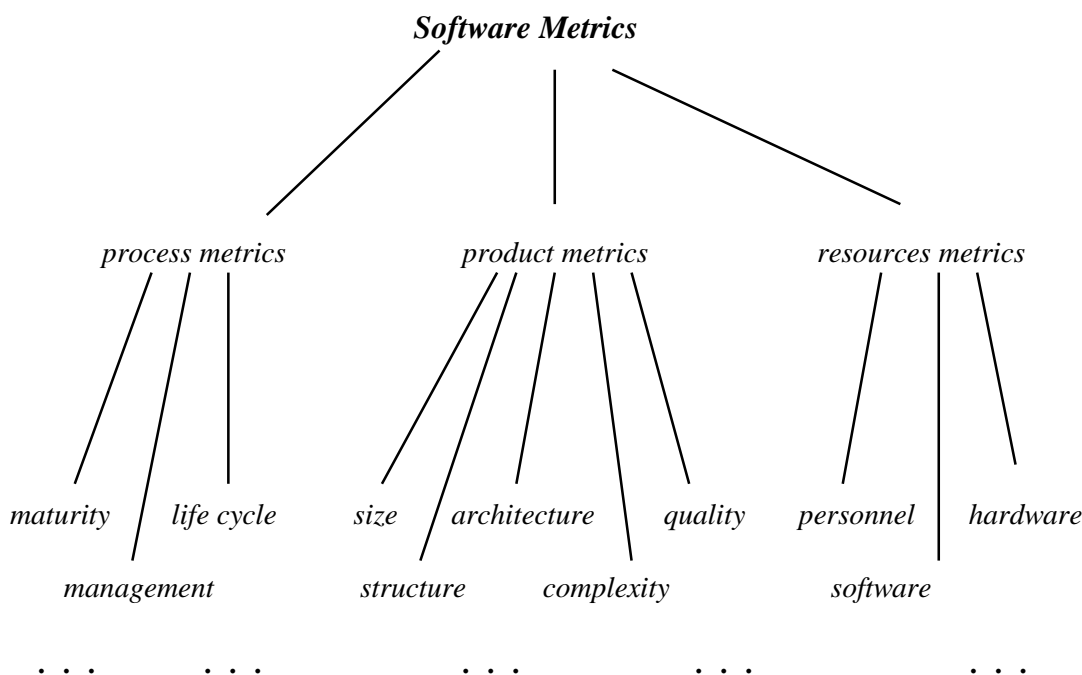 Software Metrics
process metrics product metrics resources metrics
maturity life cycle size architecture quality personnel hardware
management structure complexity software
. . . . . . . . . . . . . . .